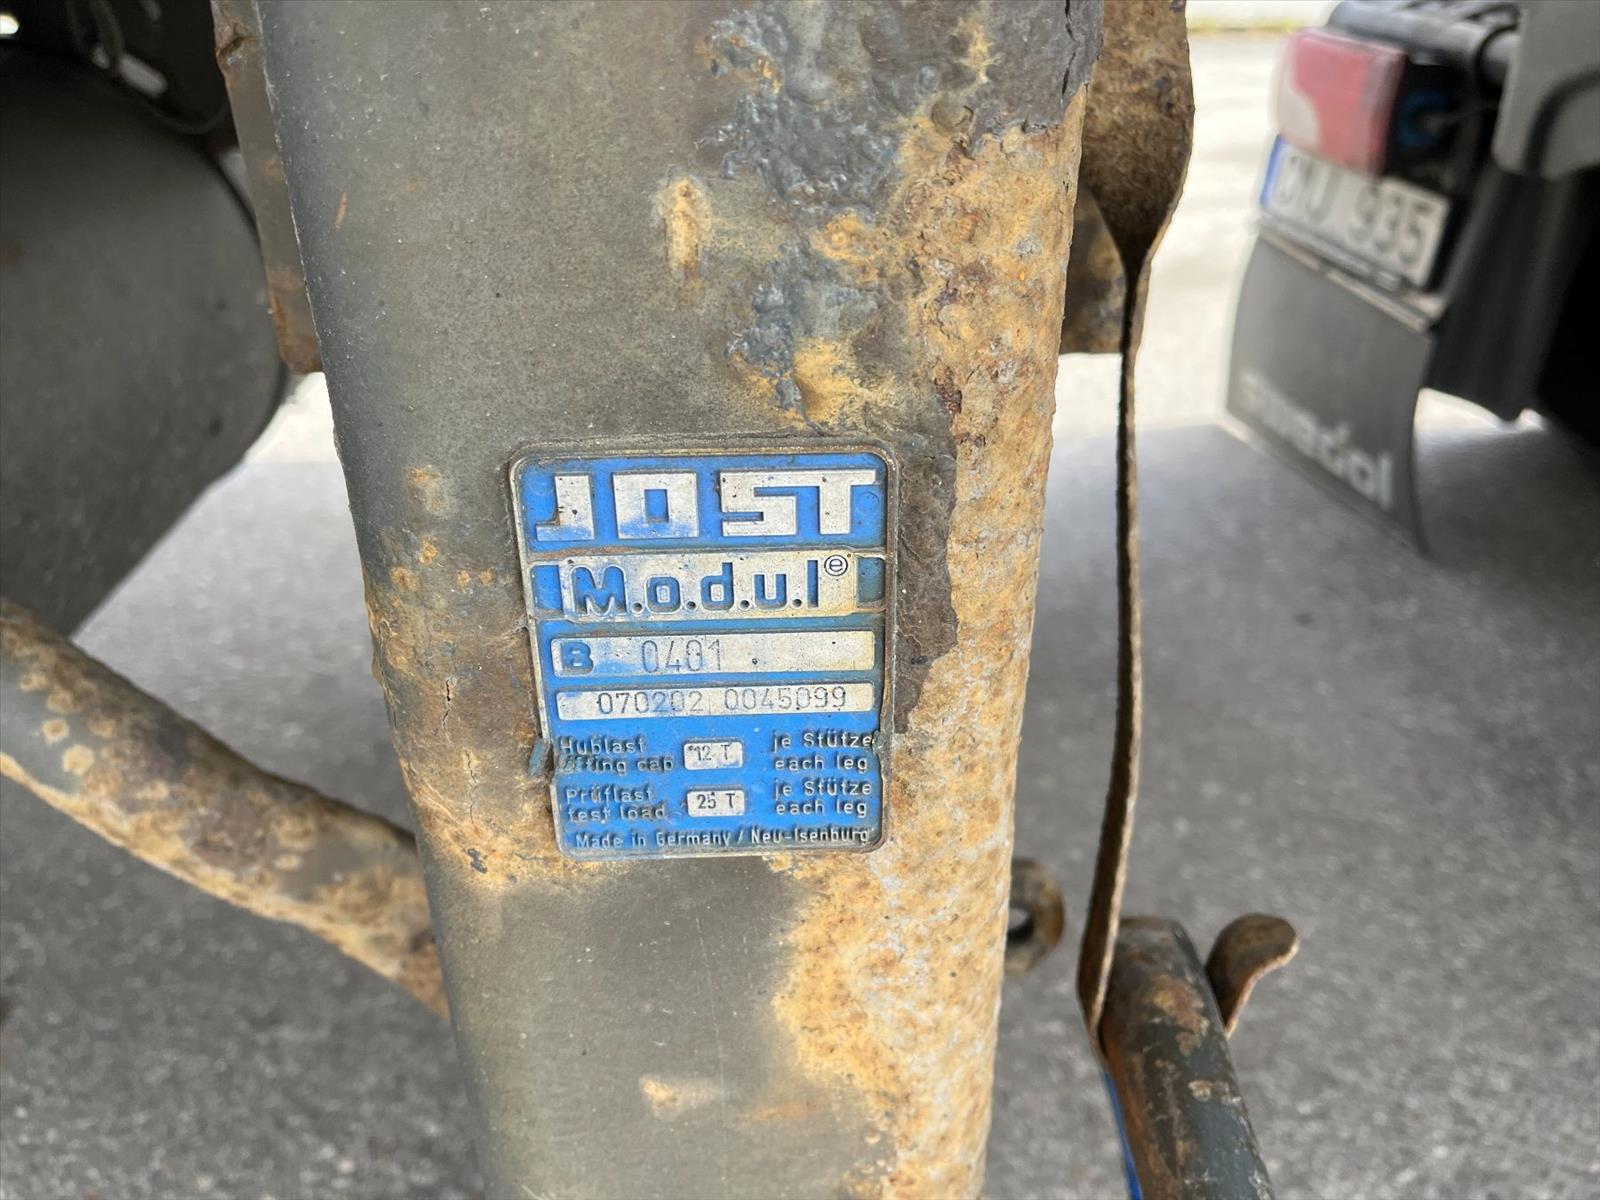 JOST
M.o.d.u.l e
B 0401
070202 0045099
Hublast 12 T je Stütze
lifting cap each leg
Prüflast 25 T je Stütze
test load each leg
Made in Germany / Neu-Isenburg
935